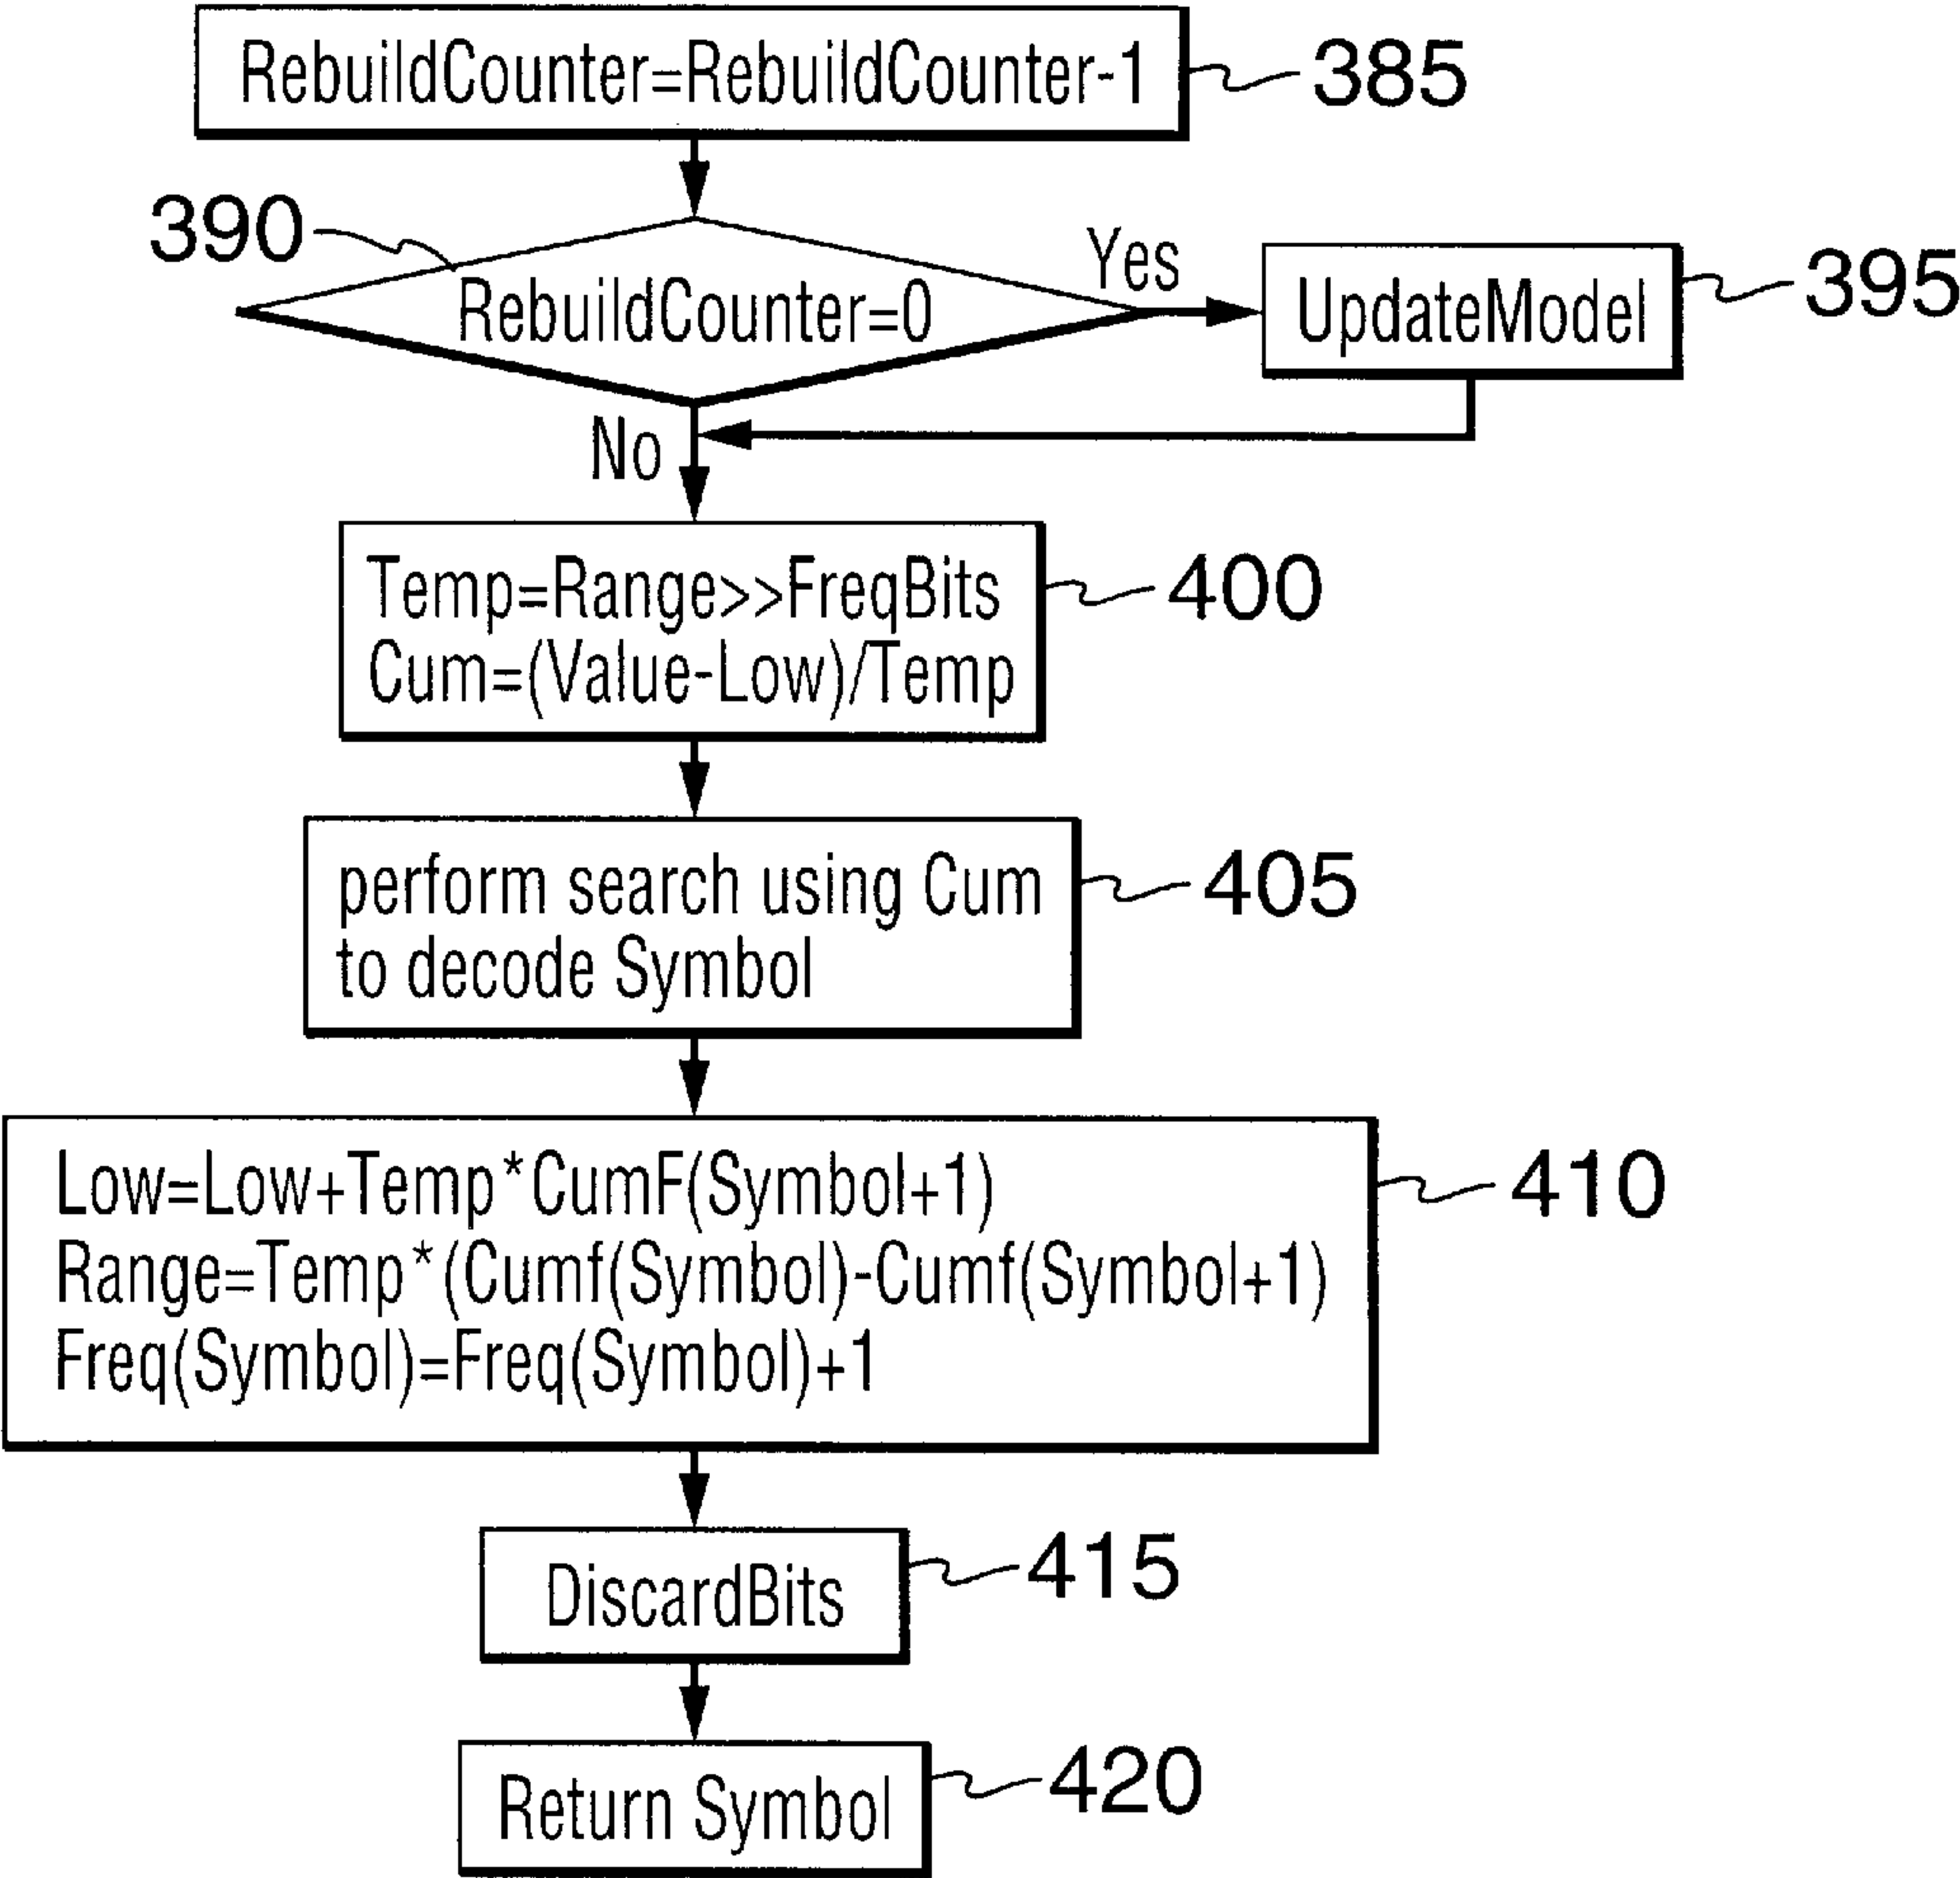 RebuildCounter=RebuildCounter-1
385
390
RebuildCounter=0
Yes
UpdateModel
395
No
Temp=Range>>FreqBits
Cum=(Value-Low)/Temp
400
perform search using Cum
to decode Symbol
405
Low=Low+Temp*CumF(Symbol+1)
Range=Temp*(Cumf(Symbol)-Cumf(Symbol+1)
Freq(Symbol)=Freq(Symbol)+1
410
DiscardBits
415
Return Symbol
420